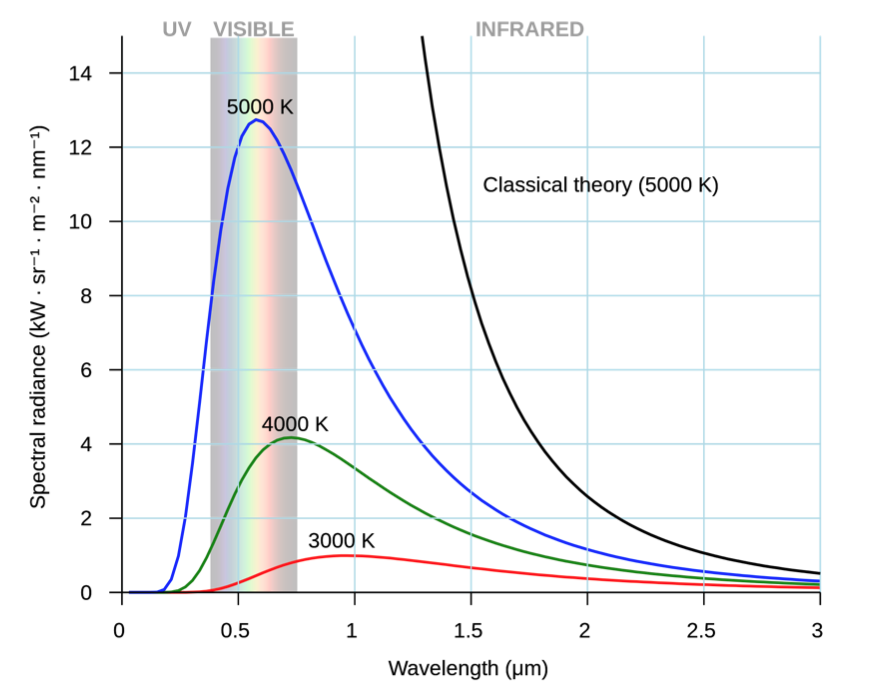 UV VISIBLE INFRARED
Spectral radiance (kW · sr⁻¹ · m⁻² · nm⁻¹)
14
12
10
8
6
4
2
0
5000 K
Classical theory (5000 K)
4000 K
3000 K
0 0.5 1 1.5 2 2.5 3
Wavelength (μm)